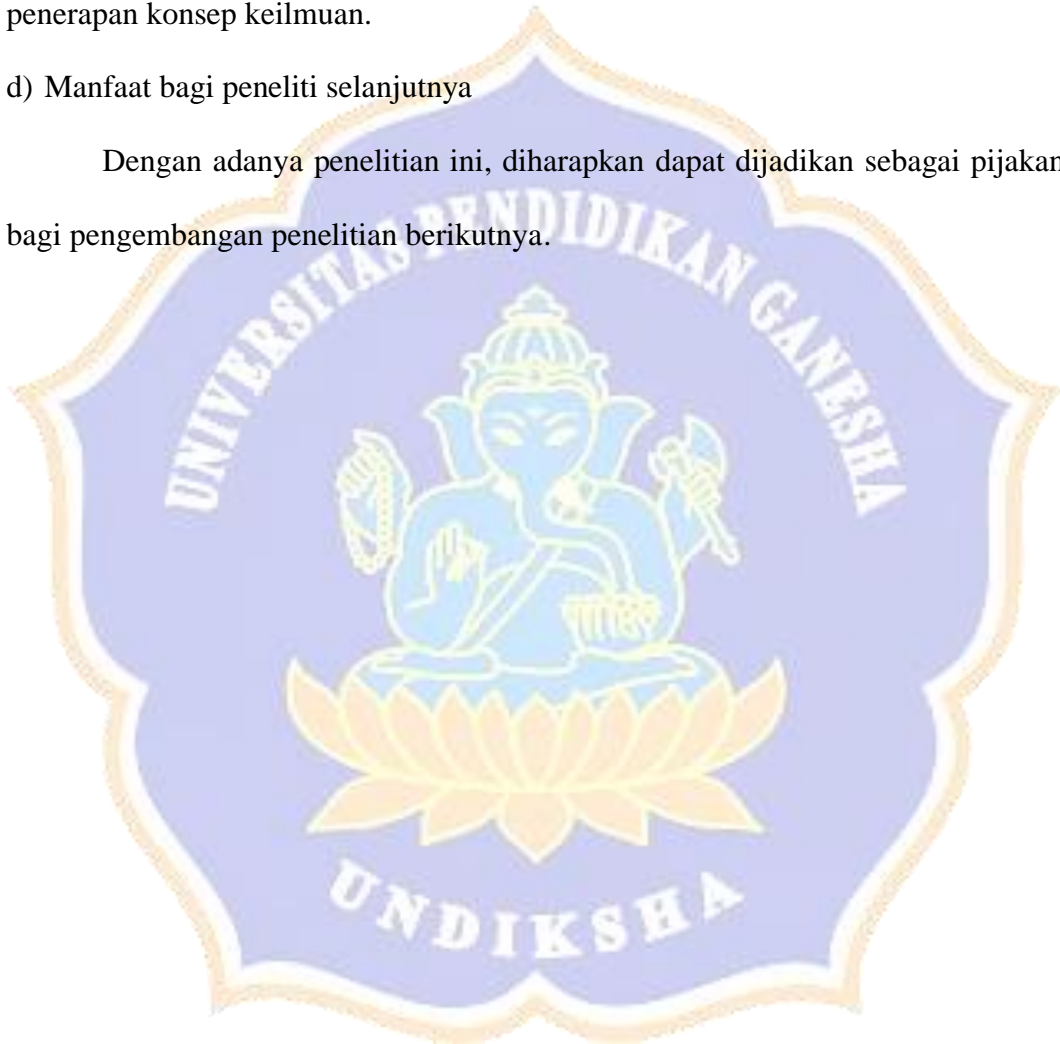 penerapan konsep keilmuan.
d) Manfaat bagi peneliti selanjutnya
Dengan adanya penelitian ini, diharapkan dapat dijadikan sebagai pijakan
bagi pengembangan penelitian berikutnya.
UNIVERSITAS PENDIDIKAN GANESHA
UNDIKSHA